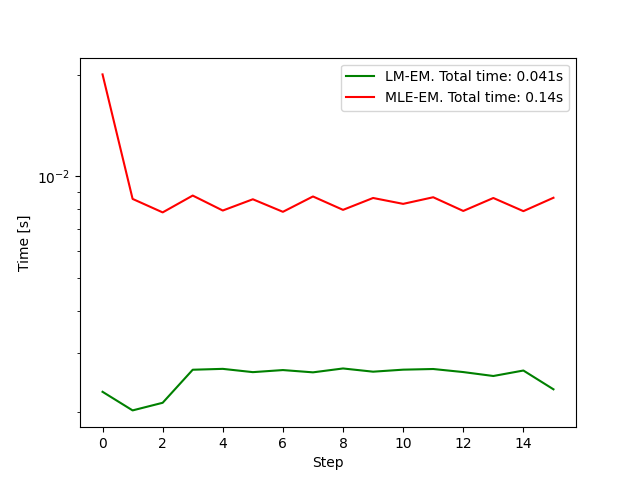 LM-EM. Total time: 0.041s
MLE-EM. Total time: 0.14s
10⁻²
Time [s]
0 2 4 6 8 10 12 14
Step